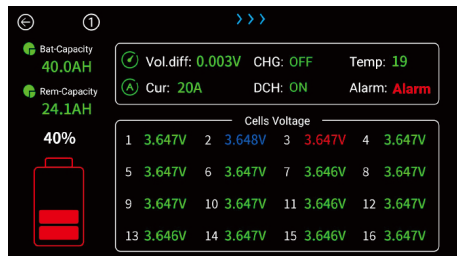 1 >>>
Bat-Capacity
40.0AH
Rem-Capacity
24.1AH
40%
Vol.diff: 0.003V CHG: OFF Temp: 19
A Cur: 20A DCH: ON Alarm: Alarm
Cells Voltage
1 3.647V 2 3.648V 3 3.647V 4 3.647V
5 3.647V 6 3.647V 7 3.646V 8 3.647V
9 3.647V 10 3.647V 11 3.646V 12 3.647V
13 3.646V 14 3.647V 15 3.646V 16 3.647V